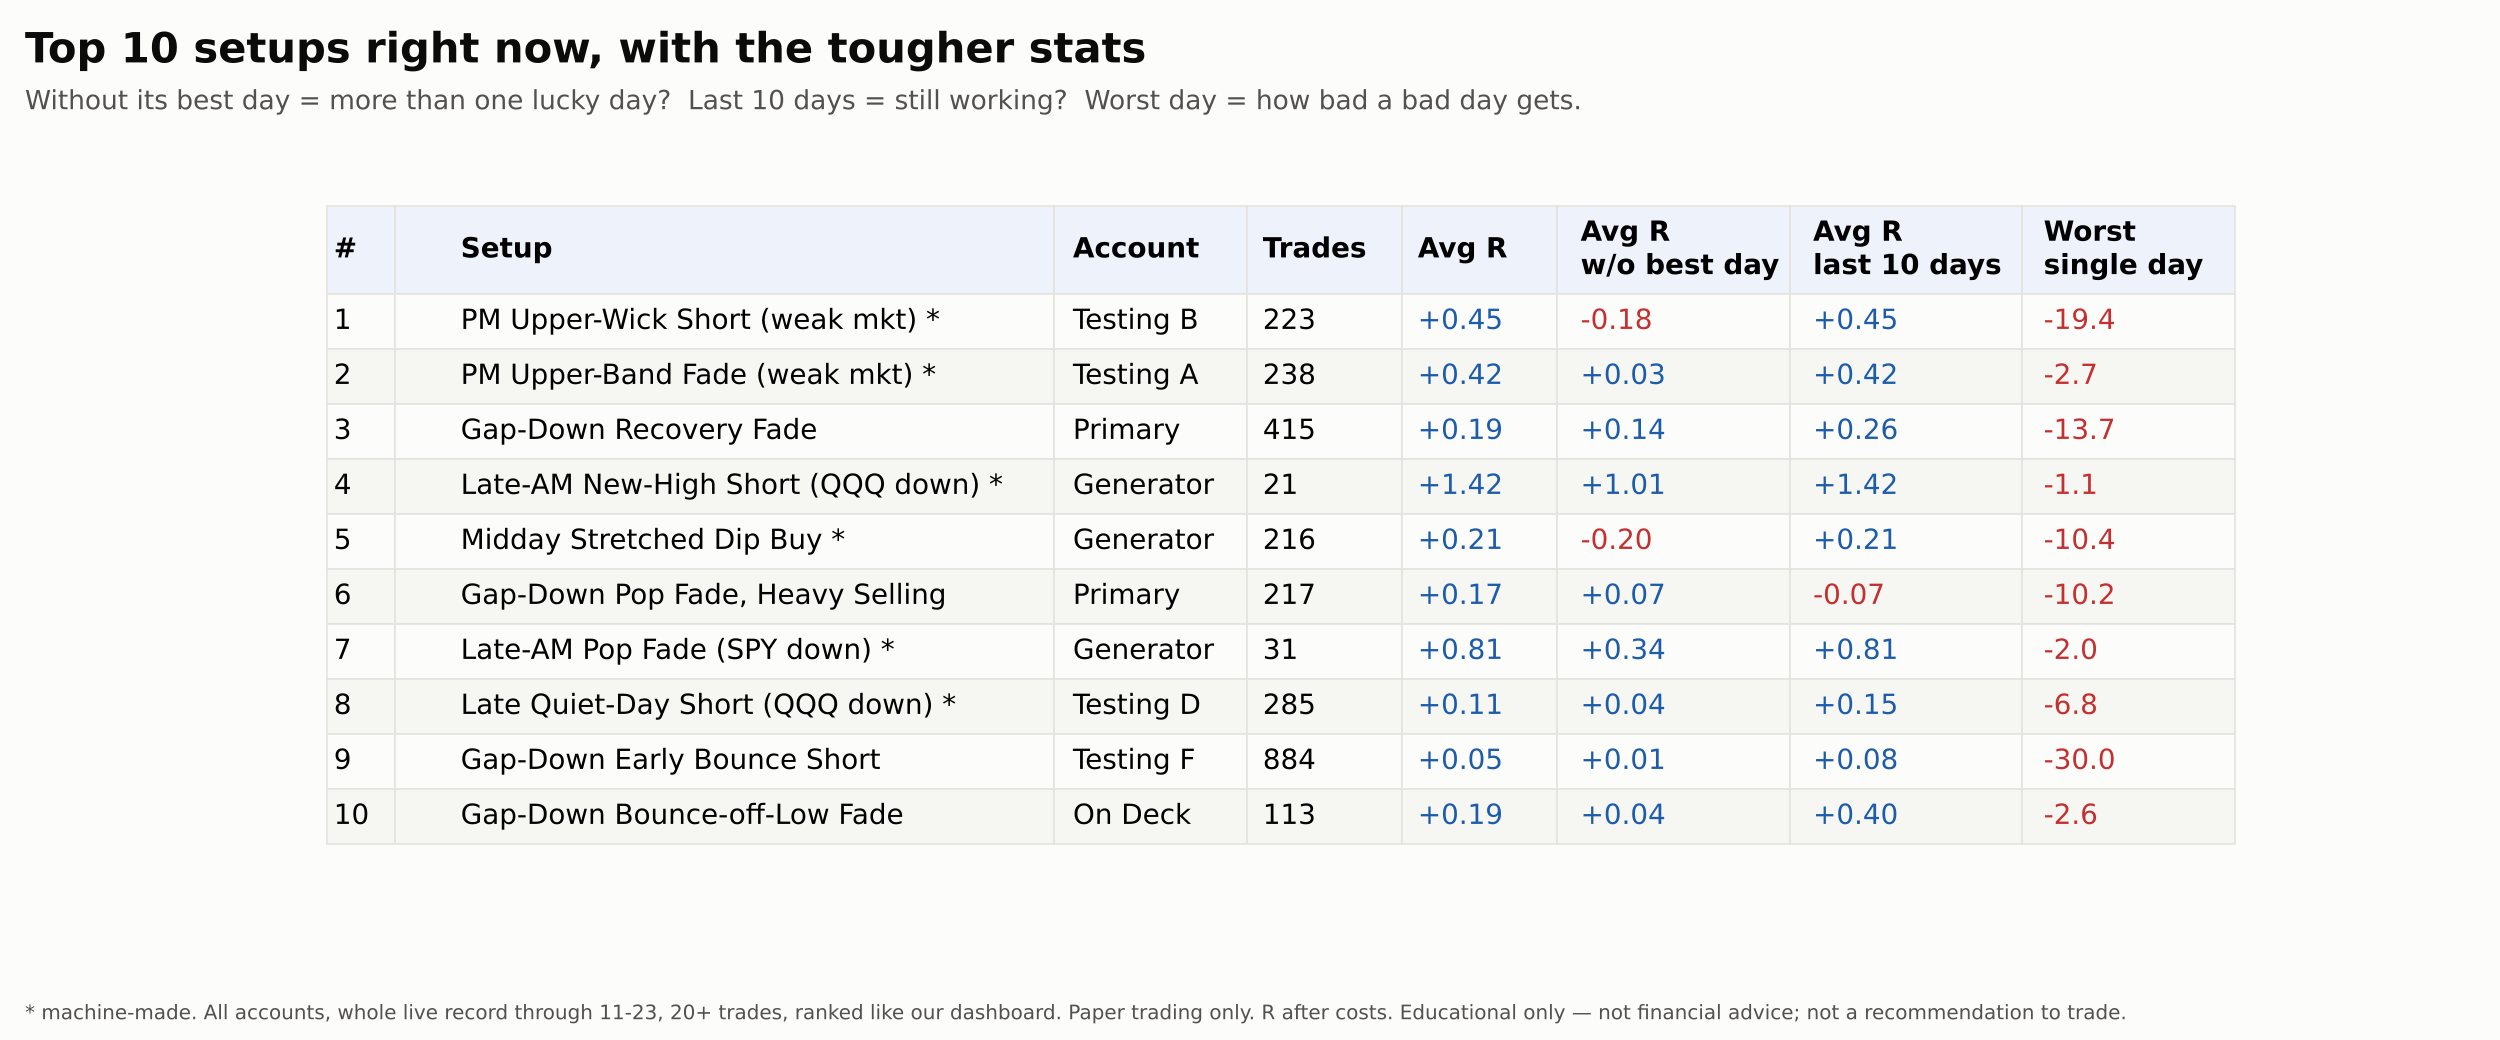 Top 10 setups right now, with the tougher stats
Without its best day = more than one lucky day?  Last 10 days = still working?  Worst day = how bad a bad day gets.
# Setup Account Trades Avg R Avg R w/o best day Avg R last 10 days Worst single day
1 PM Upper-Wick Short (weak mkt) * Testing B 223 +0.45 -0.18 +0.45 -19.4
2 PM Upper-Band Fade (weak mkt) * Testing A 238 +0.42 +0.03 +0.42 -2.7
3 Gap-Down Recovery Fade Primary 415 +0.19 +0.14 +0.26 -13.7
4 Late-AM New-High Short (QQQ down) * Generator 21 +1.42 +1.01 +1.42 -1.1
5 Midday Stretched Dip Buy * Generator 216 +0.21 -0.20 +0.21 -10.4
6 Gap-Down Pop Fade, Heavy Selling Primary 217 +0.17 +0.07 -0.07 -10.2
7 Late-AM Pop Fade (SPY down) * Generator 31 +0.81 +0.34 +0.81 -2.0
8 Late Quiet-Day Short (QQQ down) * Testing D 285 +0.11 +0.04 +0.15 -6.8
9 Gap-Down Early Bounce Short Testing F 884 +0.05 +0.01 +0.08 -30.0
10 Gap-Down Bounce-off-Low Fade On Deck 113 +0.19 +0.04 +0.40 -2.6
* machine-made. All accounts, whole live record through 11-23, 20+ trades, ranked like our dashboard. Paper trading only. R after costs. Educational only — not financial advice; not a recommendation to trade.